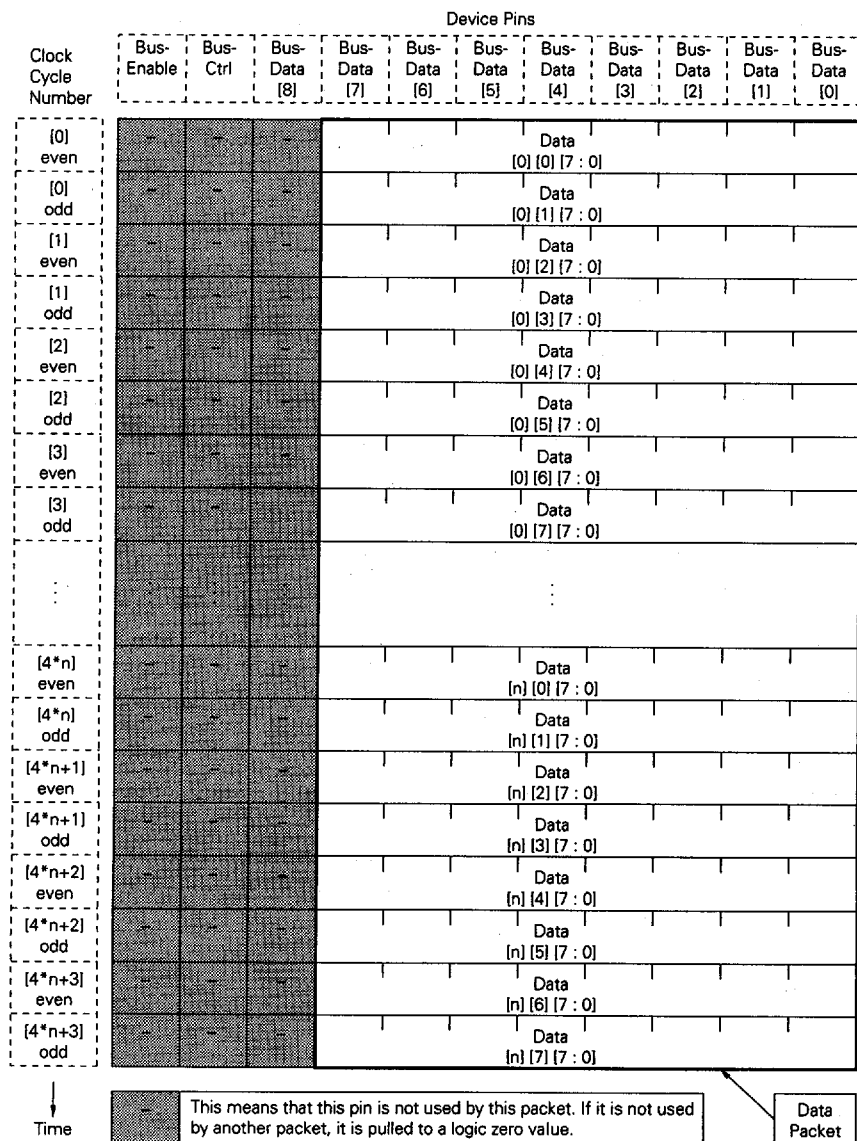 Device Pins
Clock
Cycle
Number
Bus-
Enable
Bus-
Ctrl
Bus-
Data
[8]
Bus-
Data
[7]
Bus-
Data
[6]
Bus-
Data
[5]
Bus-
Data
[4]
Bus-
Data
[3]
Bus-
Data
[2]
Bus-
Data
[1]
Bus-
Data
[0]
[0]
even
- - -
Data
[0] [0] [7 : 0]
[0]
odd
- - -
Data
[0] [1] [7 : 0]
[1]
even
- - -
Data
[0] [2] [7 : 0]
[1]
odd
- - -
Data
[0] [3] [7 : 0]
[2]
even
- - -
Data
[0] [4] [7 : 0]
[2]
odd
- - -
Data
[0] [5] [7 : 0]
[3]
even
- - -
Data
[0] [6] [7 : 0]
[3]
odd
- - -
Data
[0] [7] [7 : 0]
[4*n]
even
- - -
Data
[n] [0] [7 : 0]
[4*n]
odd
- - -
Data
[n] [1] [7 : 0]
[4*n+1]
even
- - -
Data
[n] [2] [7 : 0]
[4*n+1]
odd
- - -
Data
[n] [3] [7 : 0]
[4*n+2]
even
- - -
Data
[n] [4] [7 : 0]
[4*n+2]
odd
- - -
Data
[n] [5] [7 : 0]
[4*n+3]
even
- - -
Data
[n] [6] [7 : 0]
[4*n+3]
odd
- - -
Data
[n] [7] [7 : 0]
Time
-
This means that this pin is not used by this packet. If it is not used
by another packet, it is pulled to a logic zero value.
Data
Packet